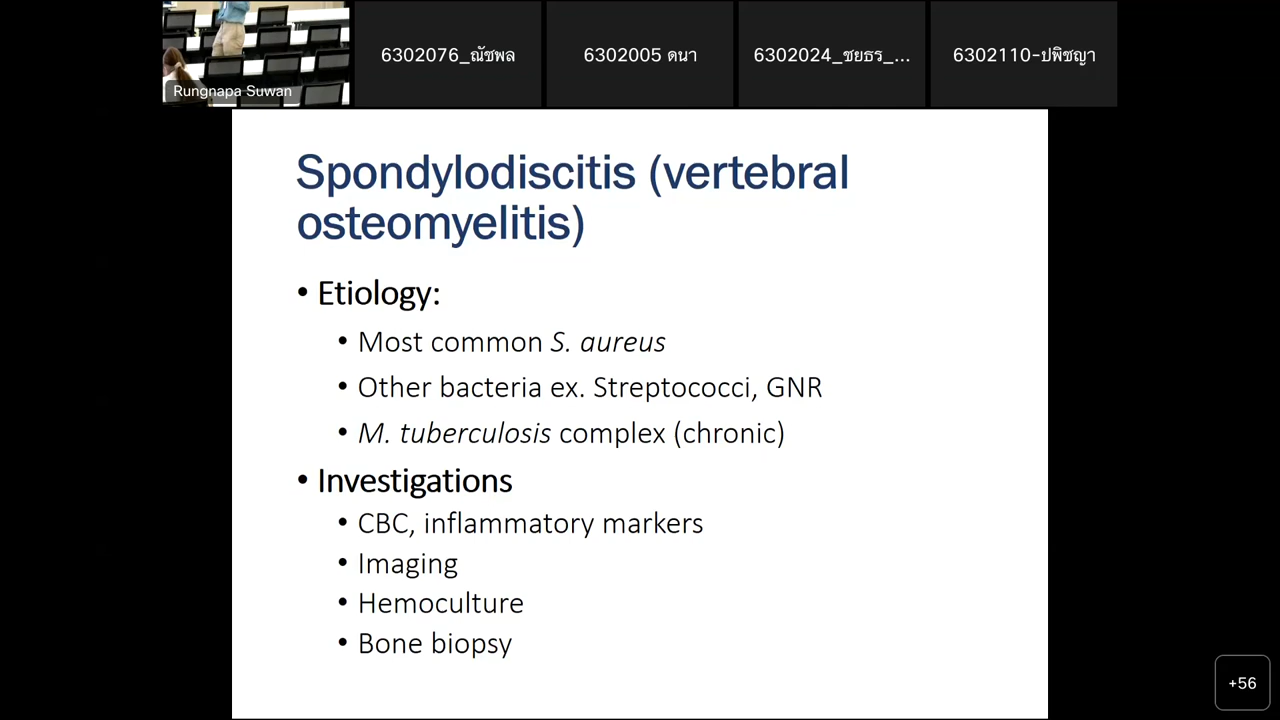 Rungnapa Suwan
6302076_ณัชพล
6302005 ดนา
6302024_ชยธร_...
6302110-ปพิชญา
Spondylodiscitis (vertebral
osteomyelitis)
• Etiology:
• Most common S. aureus
• Other bacteria ex. Streptococci, GNR
• M. tuberculosis complex (chronic)
• Investigations
• CBC, inflammatory markers
• Imaging
• Hemoculture
• Bone biopsy
+56